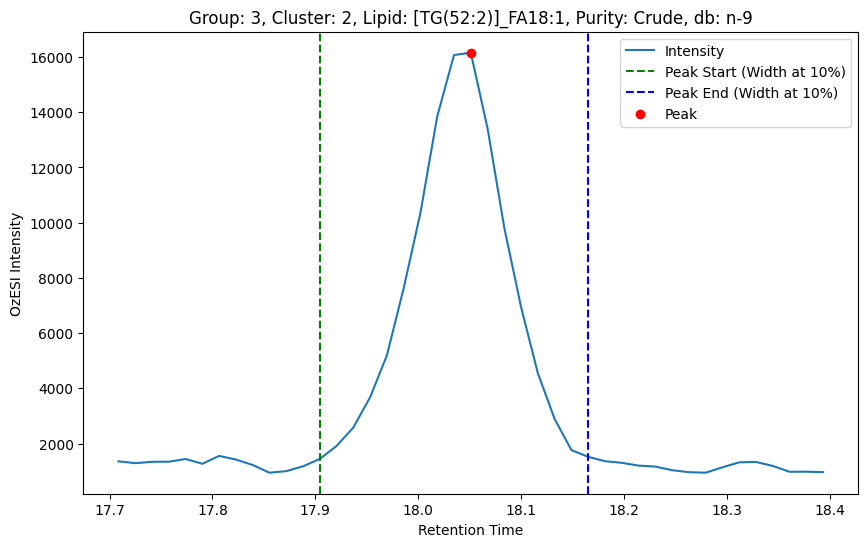 Group: 3, Cluster: 2, Lipid: [TG(52:2)]_FA18:1, Purity: Crude, db: n-9
Intensity
Peak Start (Width at 10%)
Peak End (Width at 10%)
Peak
16000
14000
12000
10000
8000
6000
4000
2000
OzESI Intensity
17.7 17.8 17.9 18.0 18.1 18.2 18.3 18.4
Retention Time